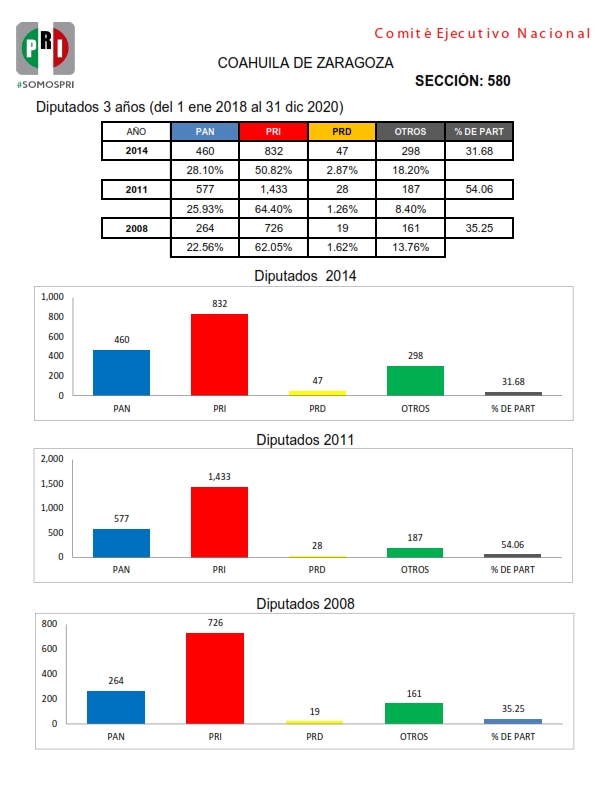 PRI
#SOMOSPRI
Comité Ejecutivo Nacional
COAHUILA DE ZARAGOZA
SECCIÓN: 580
Diputados 3 años (del 1 ene 2018 al 31 dic 2020)
AÑO PAN PRI PRD OTROS % DE PART
2014 460 832 47 298 31.68
28.10% 50.82% 2.87% 18.20%
2011 577 1,433 28 187 54.06
25.93% 64.40% 1.26% 8.40%
2008 264 726 19 161 35.25
22.56% 62.05% 1.62% 13.76%
Diputados 2014
1,000
800
600
400
200
0
460 832 47 298 31.68
PAN PRI PRD OTROS % DE PART
Diputados 2011
2,000
1,500
1,000
500
0
577 1,433 28 187 54.06
PAN PRI PRD OTROS % DE PART
Diputados 2008
800
600
400
200
0
264 726 19 161 35.25
PAN PRI PRD OTROS % DE PART